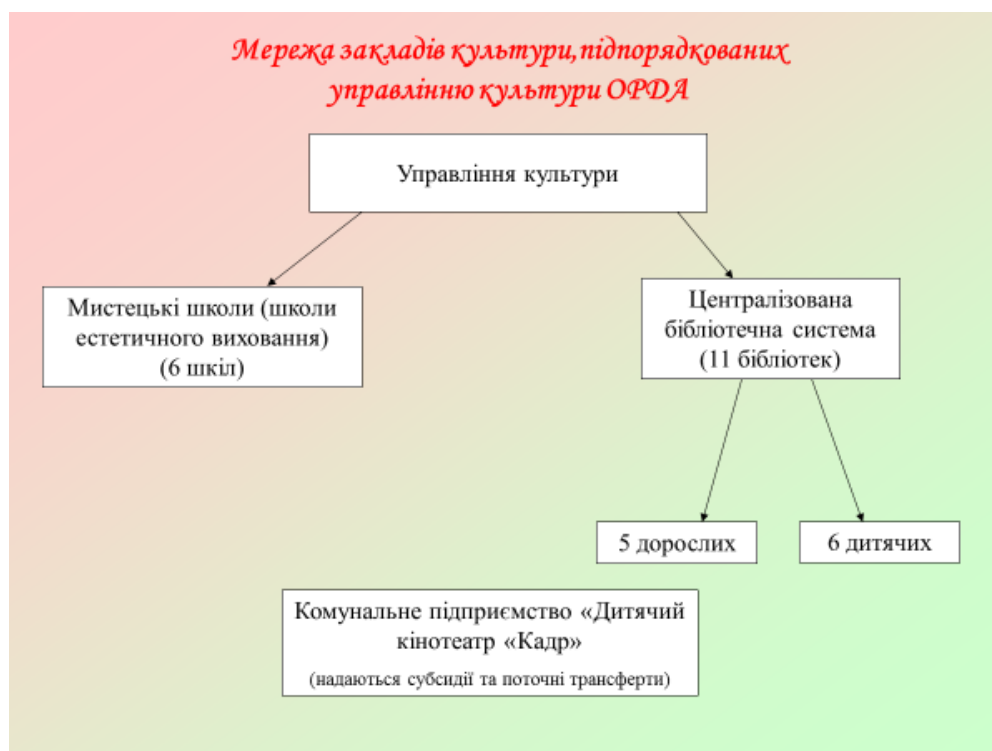 Мережа закладів культури, підпорядкованих
управлінню культури ОРДА
Управління культури
Мистецькі школи (школи
естетичного виховання)
(6 шкіл)
Централізована
бібліотечна система
(11 бібліотек)
5 дорослих
6 дитячих
Комунальне підприємство «Дитячий
кінотеатр «Кадр»
(надаються субсидії та поточні трансферти)